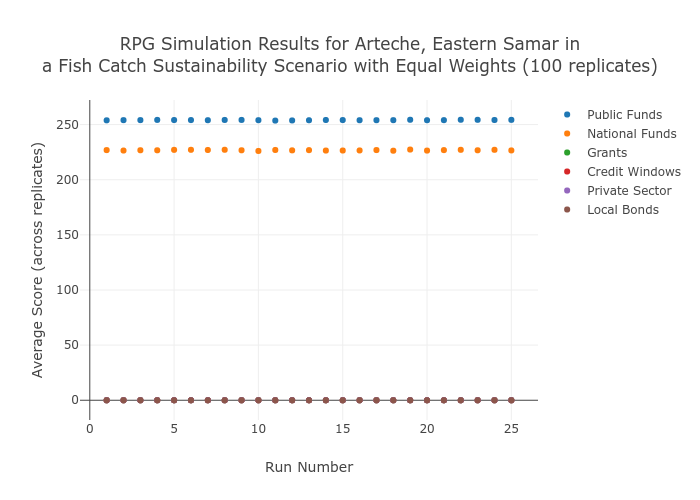 RPG Simulation Results for Arteche, Eastern Samar in
a Fish Catch Sustainability Scenario with Equal Weights (100 replicates)
Average Score (across replicates)
250
200
150
100
50
0
0 5 10 15 20 25
Run Number
Public Funds
National Funds
Grants
Credit Windows
Private Sector
Local Bonds